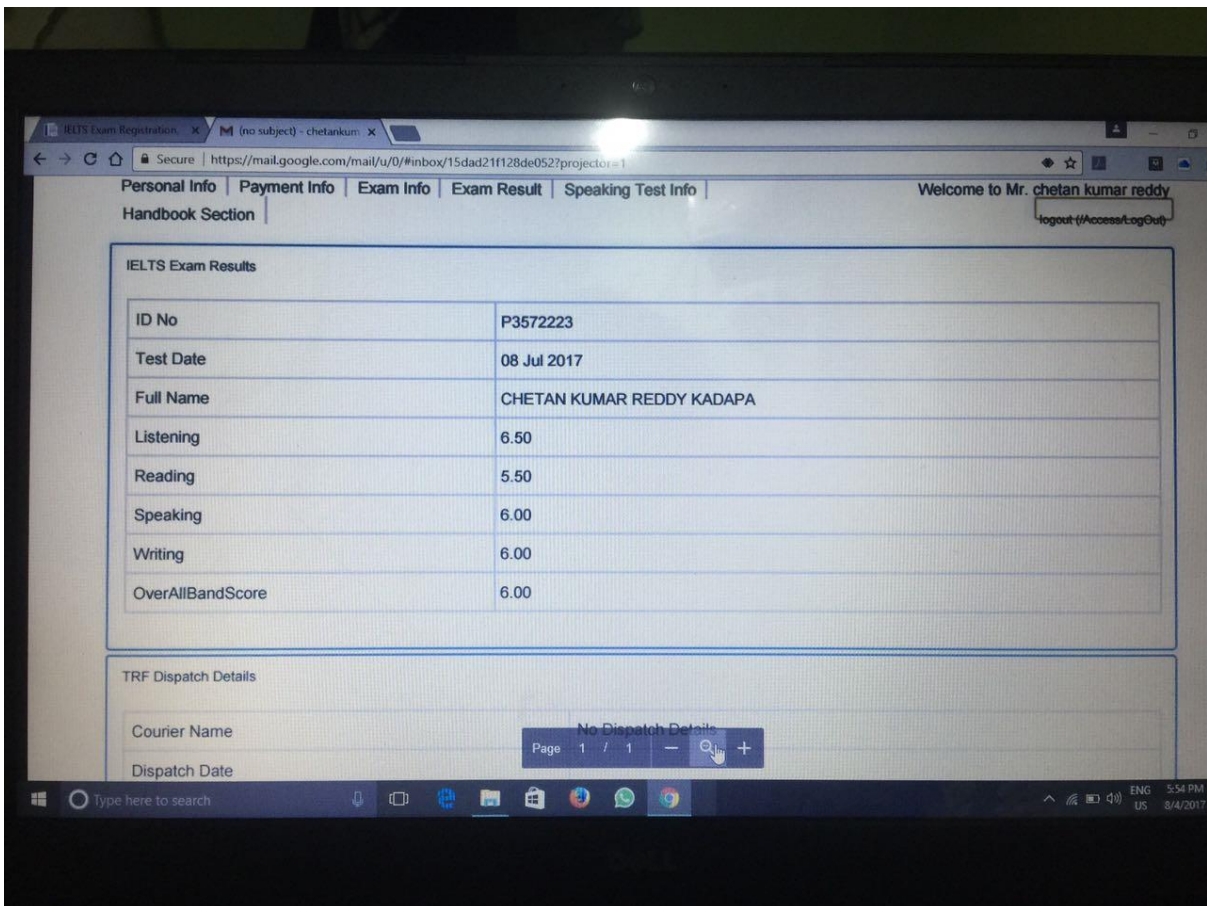 IELTS Exam Registration, × (no subject) - chetankum ×
Secure | https://mail.google.com/mail/u/0/#inbox/15dad21f128de052?projector=1
Personal Info | Payment Info | Exam Info | Exam Result | Speaking Test Info | Welcome to Mr. chetan kumar reddy
Handbook Section | logout (/Access/LogOut)
IELTS Exam Results
ID No P3572223
Test Date 08 Jul 2017
Full Name CHETAN KUMAR REDDY KADAPA
Listening 6.50
Reading 5.50
Speaking 6.00
Writing 6.00
OverAllBandScore 6.00
TRF Dispatch Details
Courier Name No Dispatch Details
Page 1 / 1
Dispatch Date
Type here to search ENG 5:54 PM
US 8/4/2017